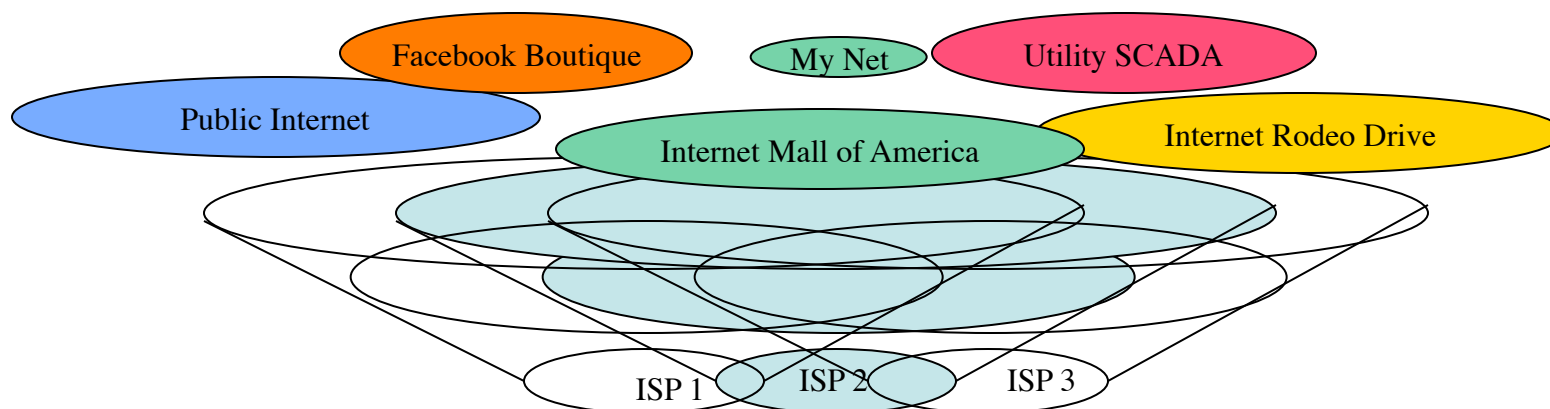 Facebook Boutique
My Net
Utility SCADA
Public Internet
Internet Mall of America
Internet Rodeo Drive
ISP 1
ISP 2
ISP 3